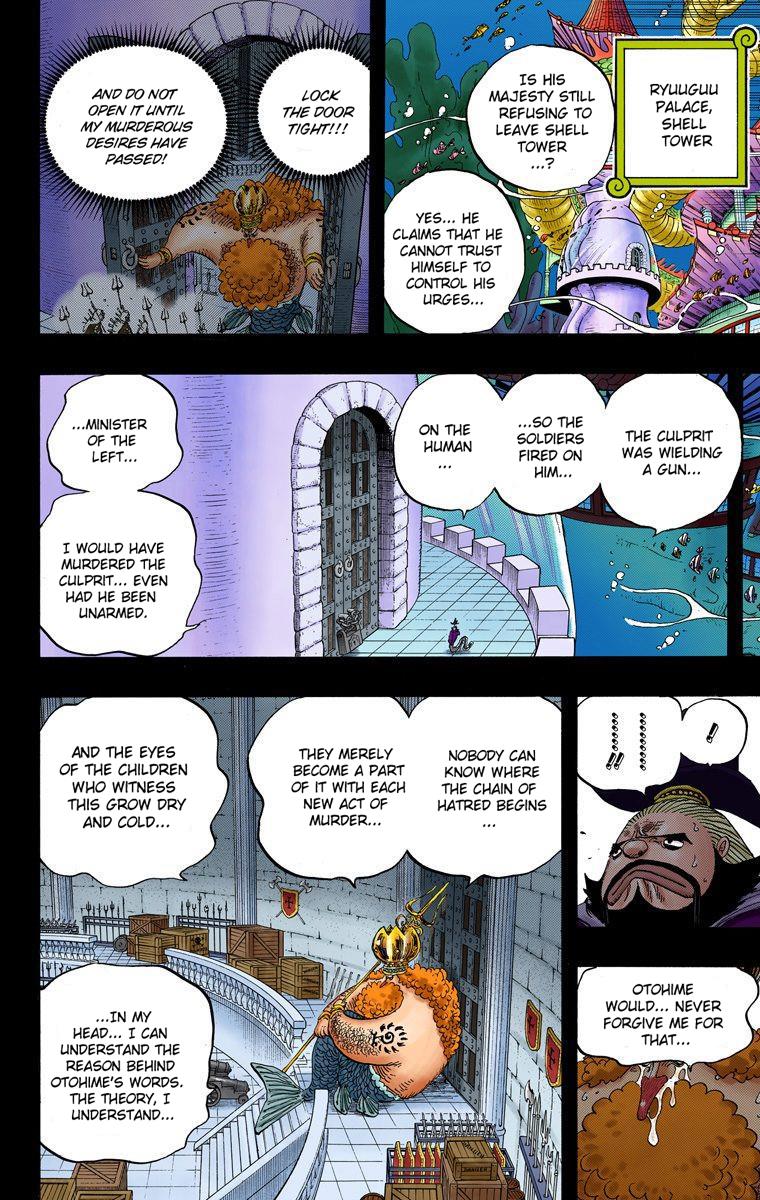 RYUUGUU
PALACE,
SHELL
TOWER
IS HIS
MAJESTY STILL
REFUSING TO
LEAVE SHELL
TOWER
...?
YES... HE
CLAIMS THAT HE
CANNOT TRUST
HIMSELF TO
CONTROL HIS
URGES...
LOCK
THE DOOR
TIGHT!!!
AND DO NOT
OPEN IT UNTIL
MY MURDEROUS
DESIRES HAVE
PASSED!
THE CULPRIT
WAS WIELDING
A GUN...
...SO THE
SOLDIERS
FIRED ON
HIM...
ON THE
HUMAN
...
...MINISTER
OF THE
LEFT...
I WOULD HAVE
MURDERED THE
CULPRIT... EVEN
HAD HE BEEN
UNARMED.
!!
!!
OTOHIME
WOULD... NEVER
FORGIVE ME FOR
THAT...
NOBODY CAN
KNOW WHERE
THE CHAIN OF
HATRED BEGINS
...
THEY MERELY
BECOME A PART
OF IT WITH EACH
NEW ACT OF
MURDER...
AND THE EYES
OF THE CHILDREN
WHO WITNESS
THIS GROW DRY
AND COLD...
...IN MY
HEAD... I CAN
UNDERSTAND THE
REASON BEHIND
OTOHIME'S WORDS.
THE THEORY, I
UNDERSTAND...
DANGER